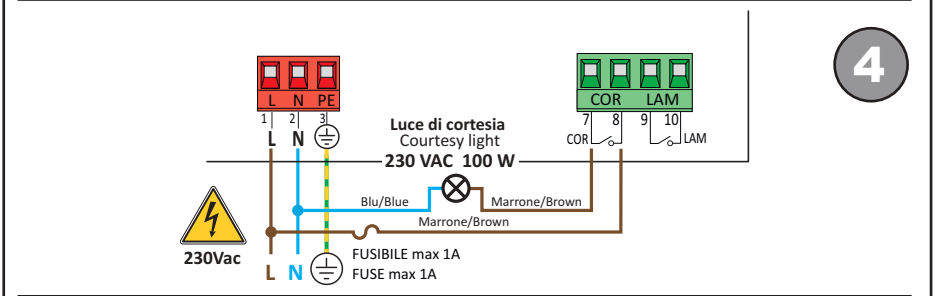 4
L N PE
COR LAM
1 2 3
7 8 9 10
L N
Luce di cortesia
Courtesy light
230 VAC 100 W
COR
LAM
Blu/Blue
Marrone/Brown
Marrone/Brown
230Vac
FUSIBILE max 1A
FUSE max 1A
L N